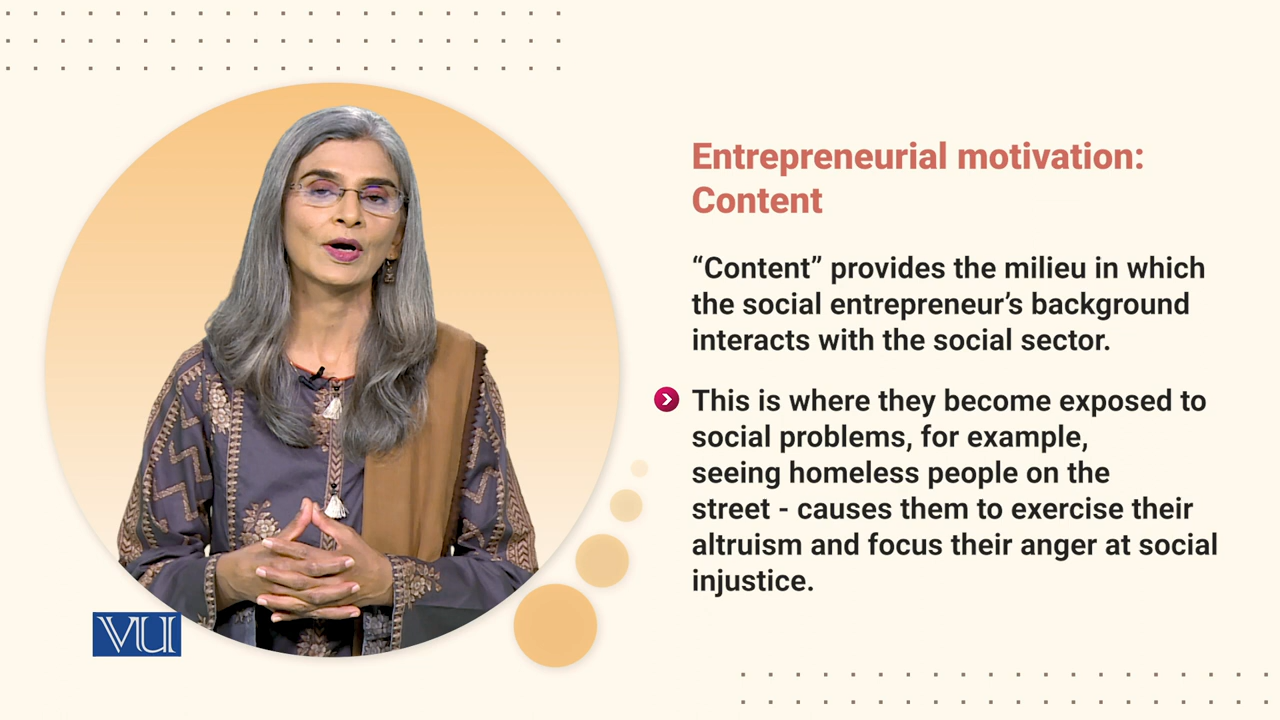 Entrepreneurial motivation:
Content
“Content” provides the milieu in which
the social entrepreneur’s background
interacts with the social sector.
This is where they become exposed to
social problems, for example,
seeing homeless people on the
street - causes them to exercise their
altruism and focus their anger at social
injustice.
VU